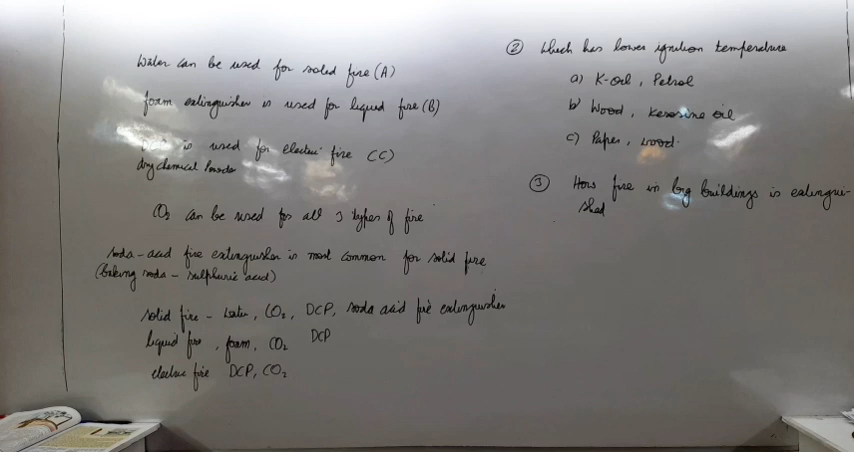 Water can be used for solid fire (A)
foam extinguisher is used for liquid fire (B)
DCP is used for electric fire (C)
dry chemical Powder
CO2 can be used for all 3 types of fire
soda-acid fire extinguisher is most common for solid fire
(baking soda - sulphuric acid)
solid fire - water, CO2, DCP, soda acid fire extinguisher
liquid fire, foam, CO2 DCP
electric fire DCP, CO2
② Which has lower ignition temperature
a) K-oil, Petrol
b) Wood, Kerosine oil
c) Paper, wood.
③ How fire in big buildings is extingui-
shed